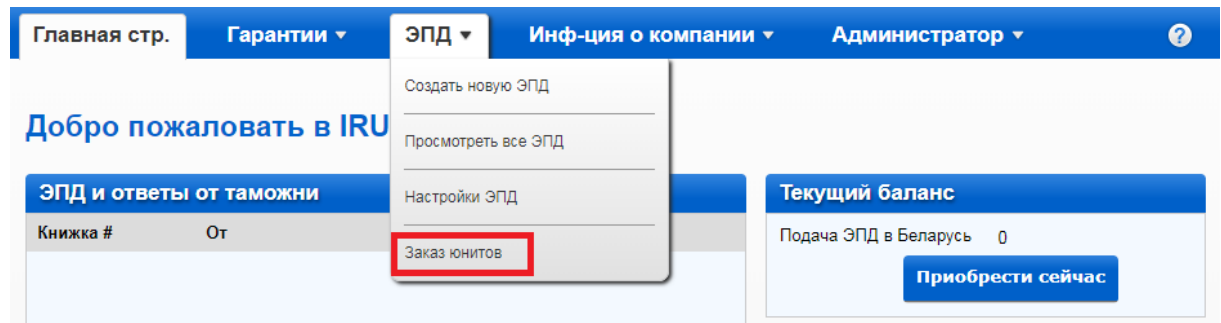 Главная стр. Гарантии ЭПД Инф-ция о компании Администратор ?
Создать новую ЭПД
Добро пожаловать в IRU
Просмотреть все ЭПД
ЭПД и ответы от таможни
Настройки ЭПД
Текущий баланс
Книжка # От
Заказ юнитов
Подача ЭПД в Беларусь 0
Приобрести сейчас